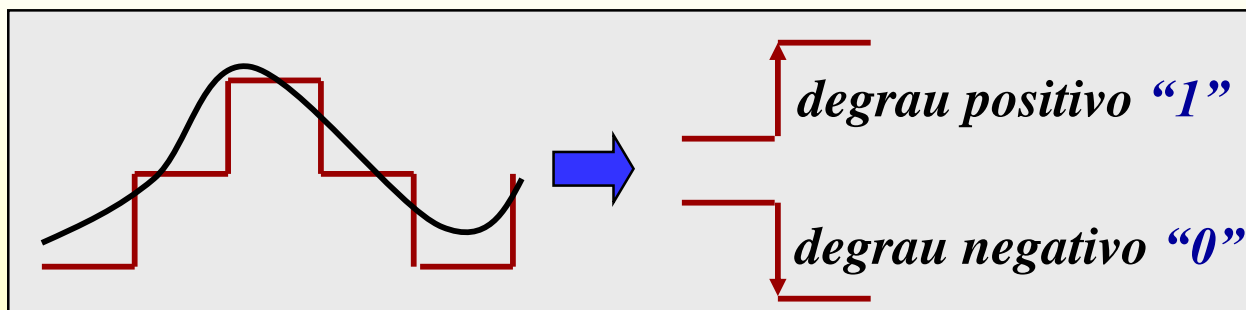 degrau positivo “1”
degrau negativo “0”